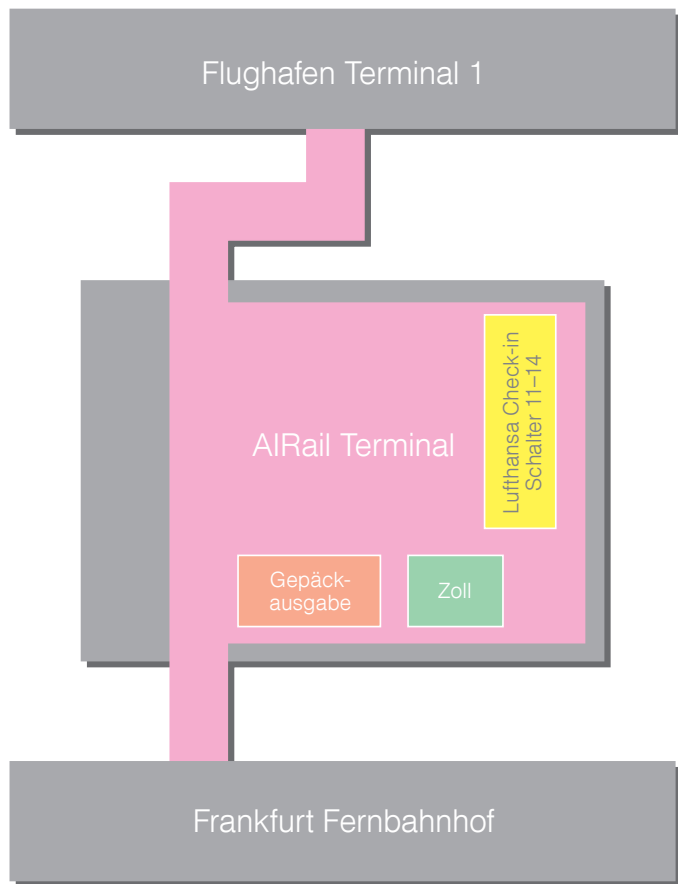 Flughafen Terminal 1
Lufthansa Check-in
Schalter 11–14
AIRail Terminal
Gepäck-
ausgabe
Zoll
Frankfurt Fernbahnhof